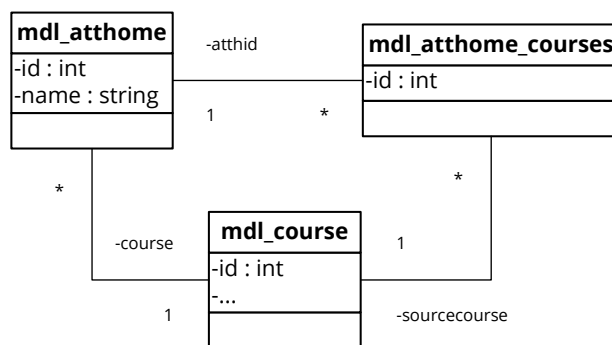 mdl_atthome
-id : int
-name : string
-atthid
1
*
mdl_atthome_courses
-id : int
*
-course
1
mdl_course
-id : int
-...
*
1
-sourcecourse